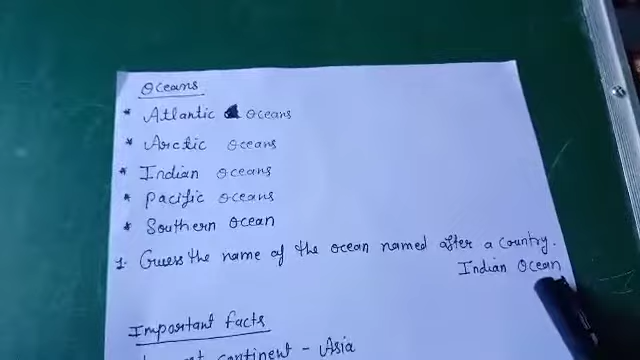 Oceans
* Atlantic Oceans
* Arctic Oceans
* Indian Oceans
* Pacific Oceans
* Southern Ocean
1. Guess the name of the ocean named after a country.
Indian Ocean
Important facts
continent - Asia